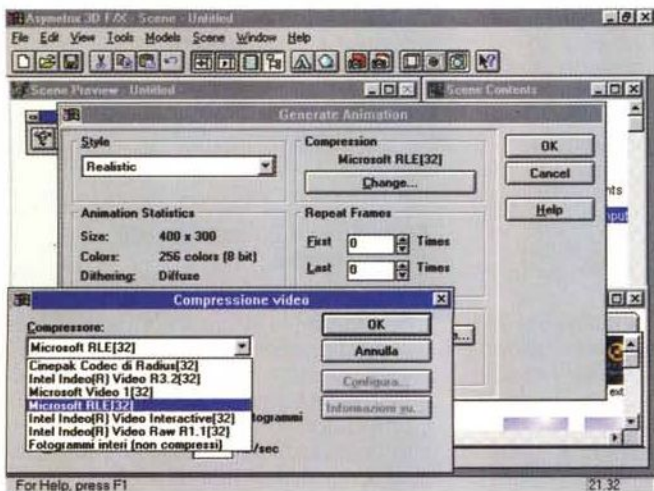 Asymetrix 3D F/X - Scene - Untitled
File Edit View Tools Models Scene Window Help
Scene Preview - Untitled
Scene Contents
Generate Animation
Style
Realistic
Compression
Microsoft RLE[32]
Change...
OK
Cancel
Help
Animation Statistics
Size: 400 x 300
Colors: 256 colors (8 bit)
Dithering: Diffuse
Repeat Frames
First 0 Times
Last 0 Times
Compressione video
Compressore:
Microsoft RLE[32]
Cinepak Codec di Radius[32]
Intel Indeo(R) Video R3.2[32]
Microsoft Video 1[32]
Microsoft RLE[32]
Intel Indeo(R) Video Interactive[32]
Intel Indeo(R) Video Raw R1.1[32]
Fotogrammi interi (non compressi)
OK
Annulla
Configura...
Informazioni su...
/sec
For Help, press F1
21.32